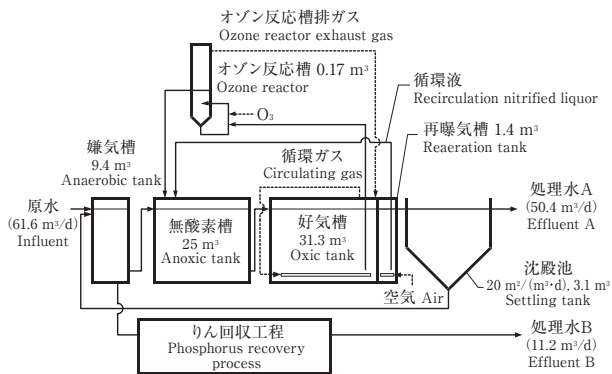 オゾン反応槽排ガス
Ozone reactor exhaust gas
オゾン反応槽 0.17 m³
Ozone reactor
O₃
循環液
Recirculation nitrified liquor
再曝気槽 1.4 m³
Reaeration tank
嫌気槽
9.4 m³
Anaerobic tank
循環ガス
Circulating gas
原水
(61.6 m³/d)
Influent
無酸素槽
25 m³
Anoxic tank
好気槽
31.3 m³
Oxic tank
処理水A
(50.4 m³/d)
Effluent A
空気 Air
沈殿池
20 m²/(m³•d), 3.1 m³
Settling tank
りん回収工程
Phosphorus recovery
process
処理水B
(11.2 m³/d)
Effluent B